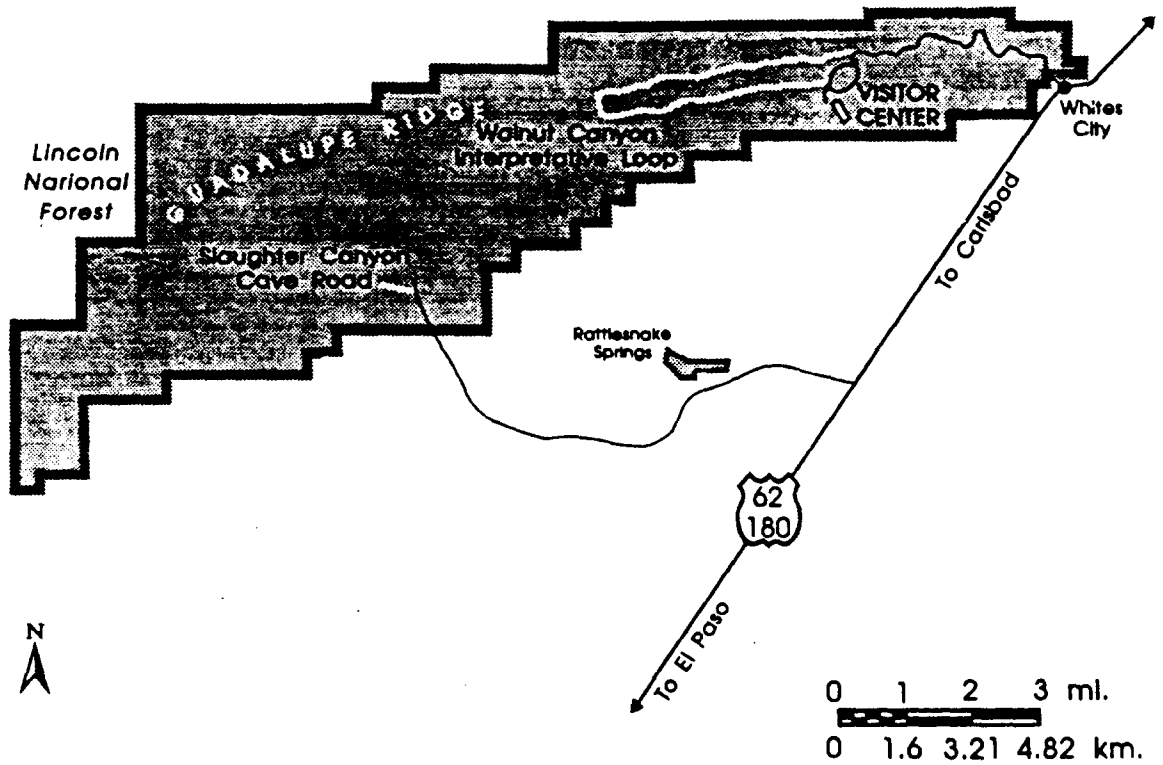 GUADALUPE RIDGE
Walnut Canyon
Interpretative Loop
VISITOR
CENTER
Whites
City
Lincoln
Narional
Forest
Slaughter Canyon
Cave Road
To Carlsbad
Rattlesnake
Springs
62
180
To El Paso
N
0 1 2 3 mi.
0 1.6 3.21 4.82 km.